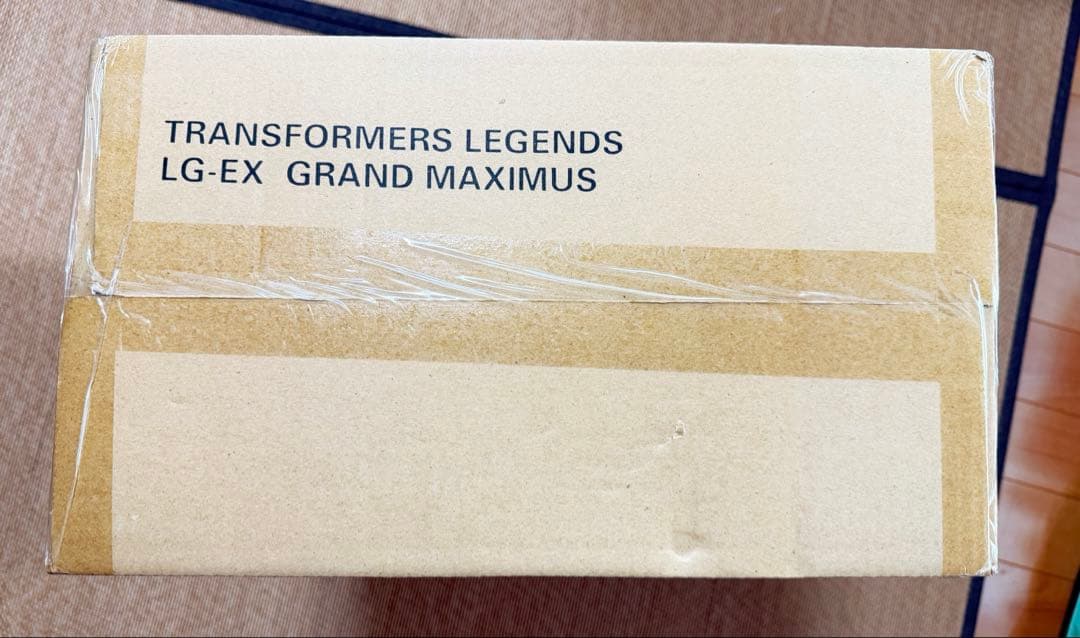 TRANSFORMERS LEGENDS
LG-EX GRAND MAXIMUS